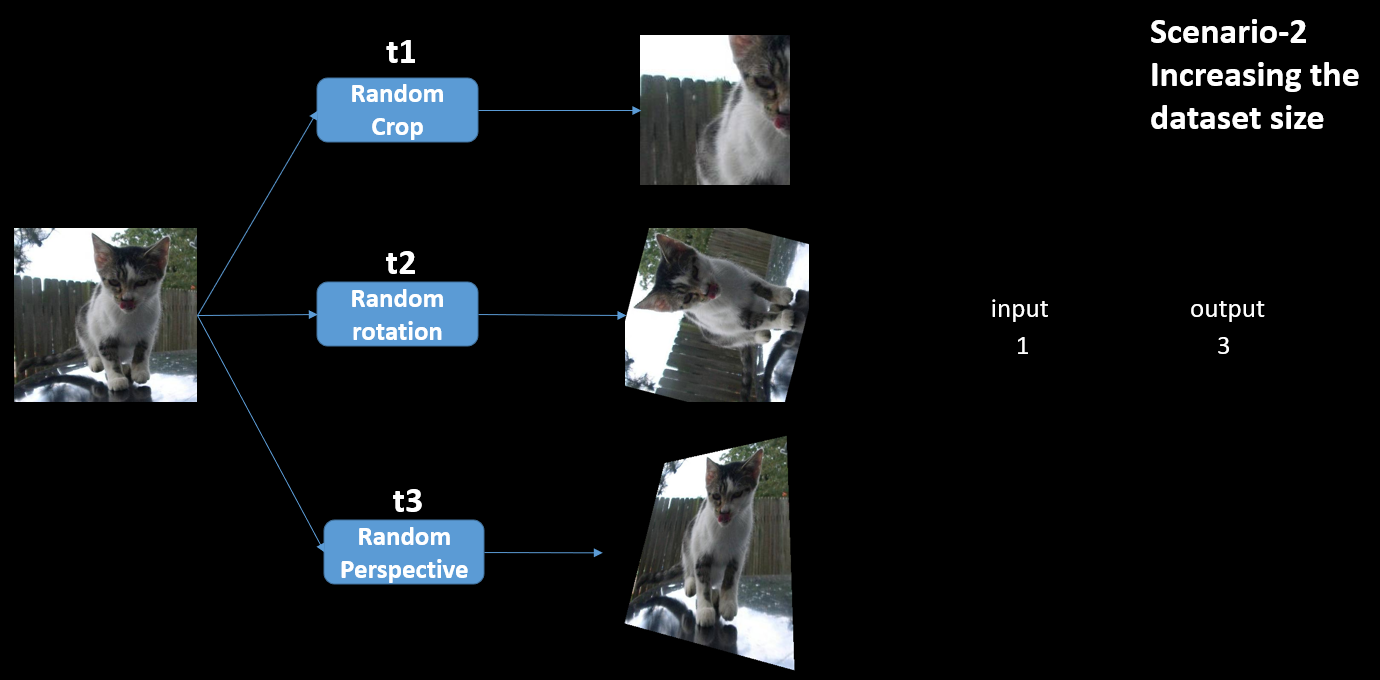 t1
Random
Crop
Scenario-2
Increasing the
dataset size
t2
Random
rotation
input
output
1
3
t3
Random
Perspective